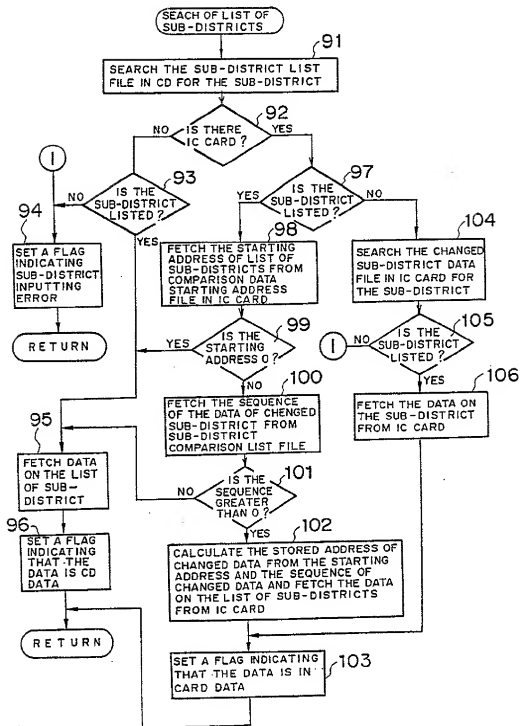 SEACH OF LIST OF
SUB-DISTRICTS
91
SEARCH THE SUB-DISTRICT LIST
FILE IN CD FOR THE SUB-DISTRICT
92
NO
IS THERE
IC CARD?
YES
1
93
NO
IS THE
SUB-DISTRICT
LISTED?
YES
94
SET A FLAG
INDICATING
SUB-DISTRICT
INPUTTING
ERROR
RETURN
97
YES
IS THE
SUB-DISTRICT
LISTED?
NO
98
FETCH THE STARTING
ADDRESS OF LIST OF
SUB-DISTRICTS FROM
COMPARISON DATA
STARTING ADDRESS
FILE IN IC CARD
104
SEARCH THE CHANGED
SUB-DISTRICT DATA
FILE IN IC CARD FOR
THE SUB-DISTRICT
99
YES
IS THE
STARTING
ADDRESS 0?
NO
105
1
NO
IS THE
SUB-DISTRICT
LISTED?
YES
100
FETCH THE SEQUENCE
OF THE DATA OF CHENGED
SUB-DISTRICT FROM
SUB-DISTRICT
COMPARISON LIST FILE
106
FETCH THE DATA ON
THE SUB-DISTRICT
FROM IC CARD
95
FETCH DATA
ON THE LIST
OF SUB-
DISTRICT
101
NO
IS THE
SEQUENCE
GREATER
THAN 0?
YES
96
SET A FLAG
INDICATING
THAT THE
DATA IS CD
DATA
RETURN
102
CALCULATE THE STORED ADDRESS OF
CHANGED DATA FROM THE STARTING
ADDRESS AND THE SEQUENCE OF
CHANGED DATA AND FETCH THE DATA
ON THE LIST OF SUB-DISTRICTS
FROM IC CARD
103
SET A FLAG INDICATING
THAT THE DATA IS IN
CARD DATA